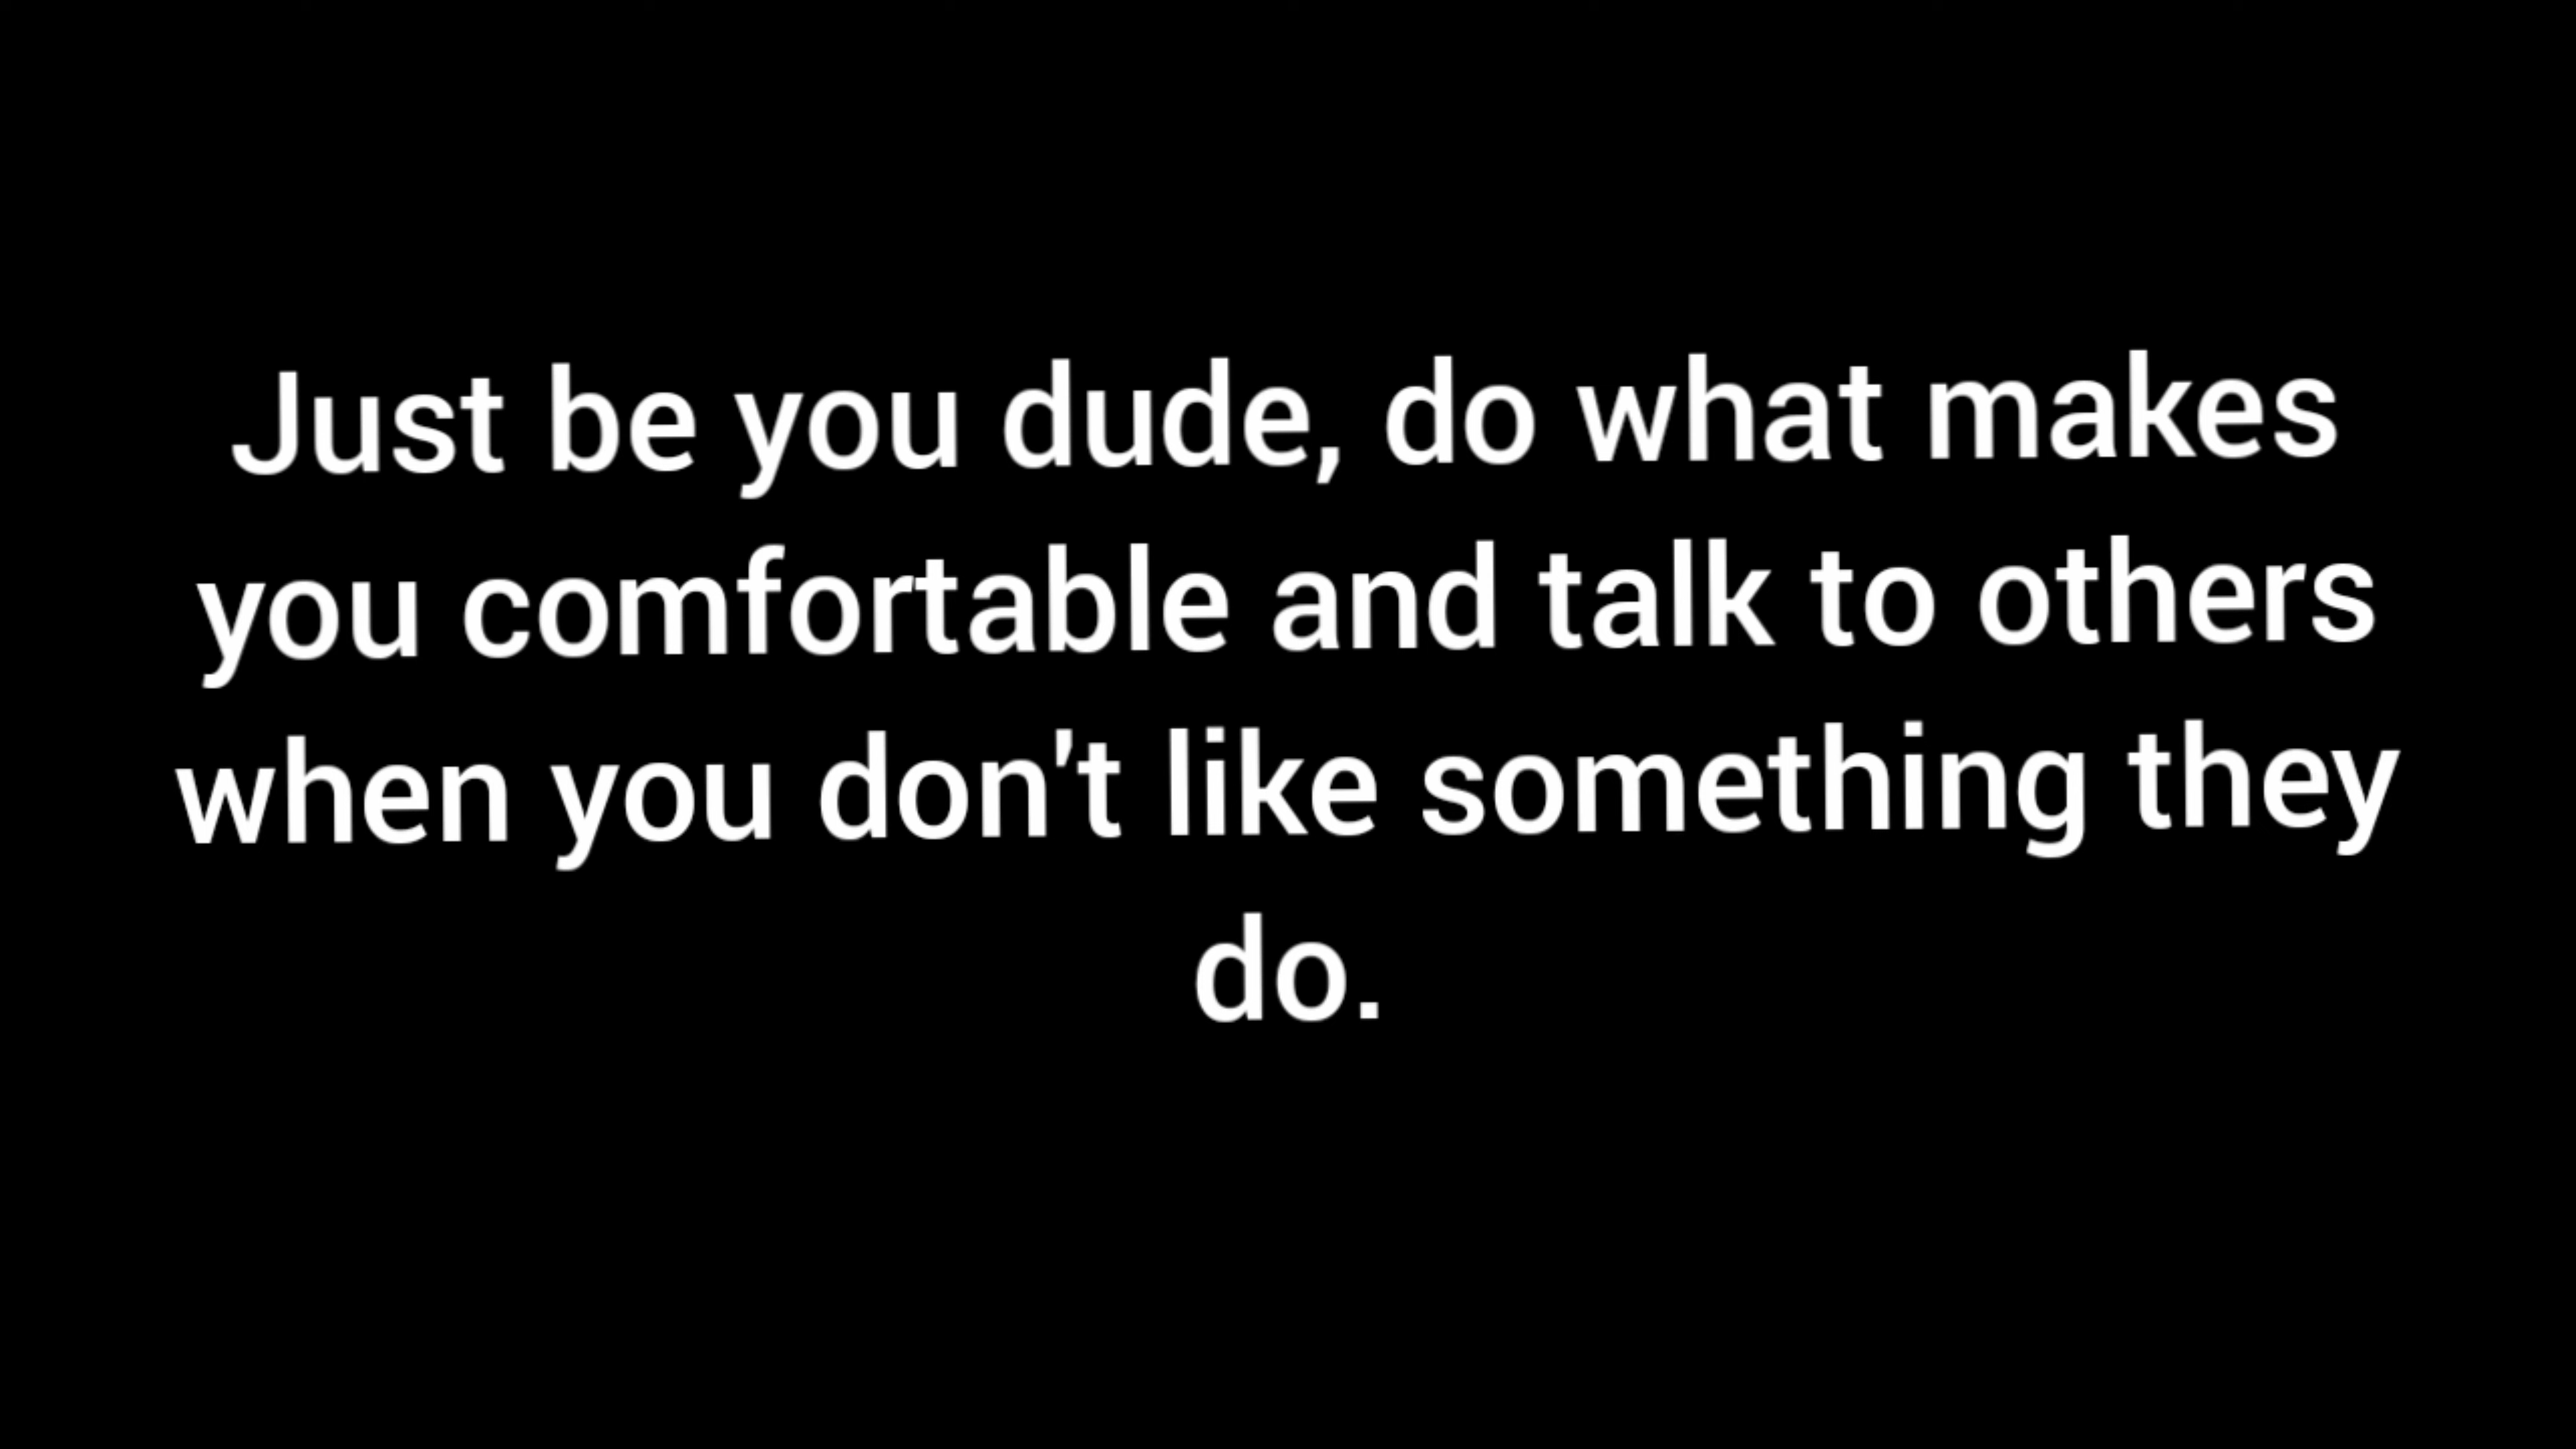 Just be you dude, do what makes
you comfortable and talk to others
when you don't like something they
do.